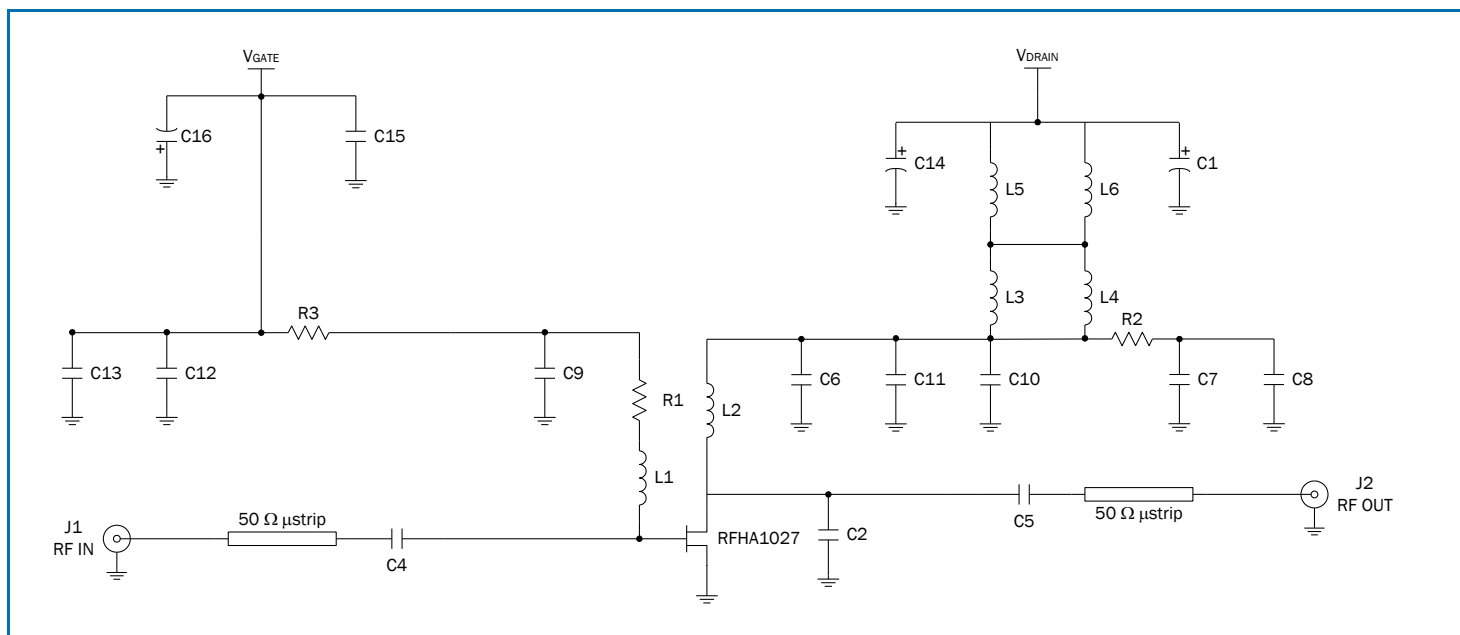 VGATE
VDRAIN
C16
+
C15
+
C14
L5
L6
+
C1
R3
L3
L4
R2
C13
C12
C9
R1
L2
C6
C11
C10
C7
C8
L1
J1
RF IN
50 Ω µstrip
C4
RFHA1027
C2
C5
50 Ω µstrip
J2
RF OUT